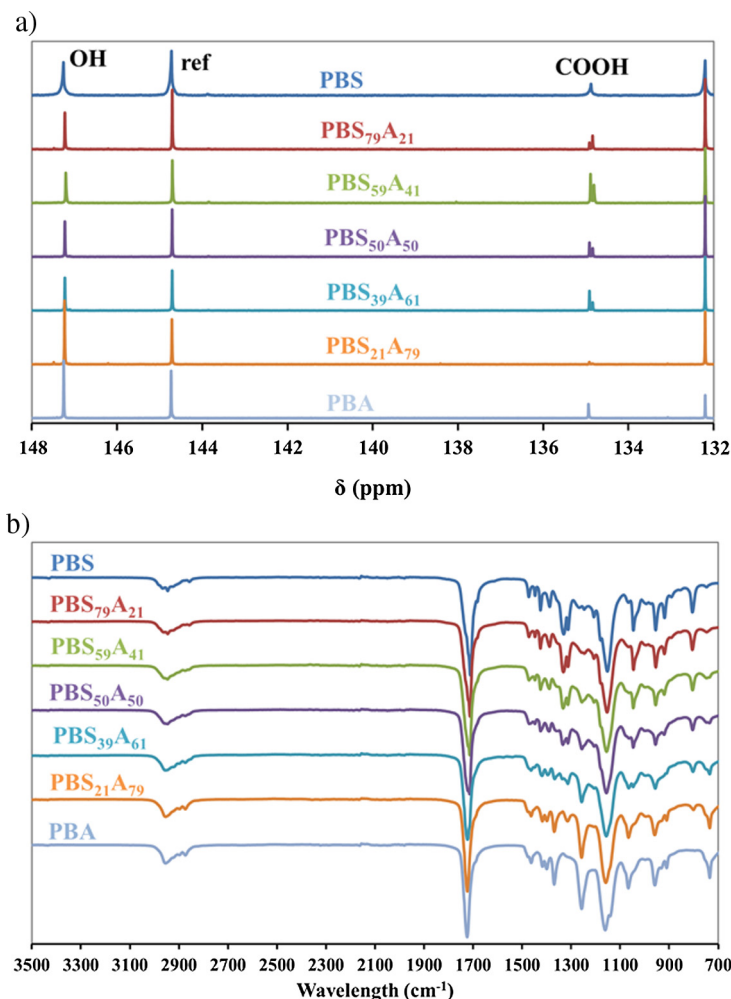 a)
OH
ref
COOH
PBS
PBS₇₉A₂₁
PBS₅₉A₄₁
PBS₅₀A₅₀
PBS₃₉A₆₁
PBS₂₁A₇₉
PBA
148 146 144 142 140 138 136 134 132
δ (ppm)
b)
PBS
PBS₇₉A₂₁
PBS₅₉A₄₁
PBS₅₀A₅₀
PBS₃₉A₆₁
PBS₂₁A₇₉
PBA
3500 3300 3100 2900 2700 2500 2300 2100 1900 1700 1500 1300 1100 900 700
Wavelength (cm⁻¹)